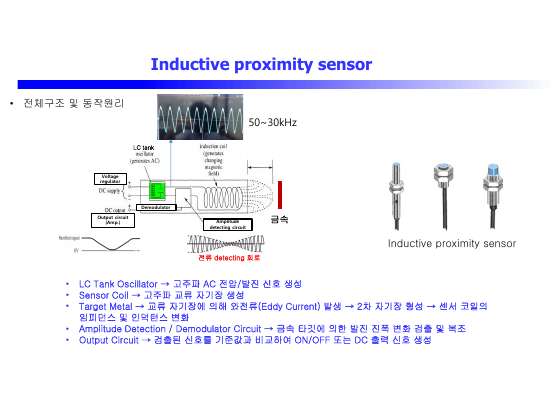 Inductive proximity sensor
• 전체구조 및 동작원리
50~30kHz
LC tank
oscillator
(generates AC)
induction coil
(generates
changing
magnetic
field)
Voltage
regulator
DC supply
Demodulator
DC output
Output circuit
(Amp.)
Amplitude
detecting circuit
금속
0V
전류 detecting 회로
Inductive proximity sensor
• LC Tank Oscillator → 고주파 AC 전압/발진 신호 생성
• Sensor Coil → 고주파 교류 자기장 생성
• Target Metal → 교류 자기장에 의해 와전류(Eddy Current) 발생 → 2차 자기장 형성 → 센서 코일의
임피던스 및 인덕턴스 변화
• Amplitude Detection / Demodulator Circuit → 금속 타깃에 의한 발진 진폭 변화 검출 및 복조
• Output Circuit → 검출된 신호를 기준값과 비교하여 ON/OFF 또는 DC 출력 신호 생성